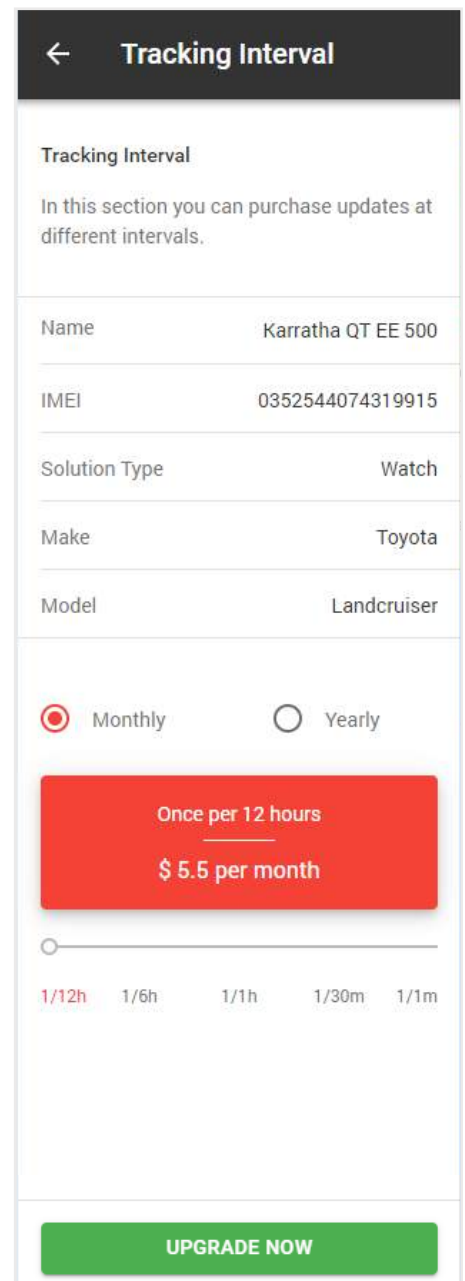 Tracking Interval
Tracking Interval
In this section you can purchase updates at
different intervals.
Name Karratha QT EE 500
IMEI 0352544074319915
Solution Type Watch
Make Toyota
Model Landcruiser
Monthly Yearly
Once per 12 hours
$ 5.5 per month
1/12h 1/6h 1/1h 1/30m 1/1m
UPGRADE NOW